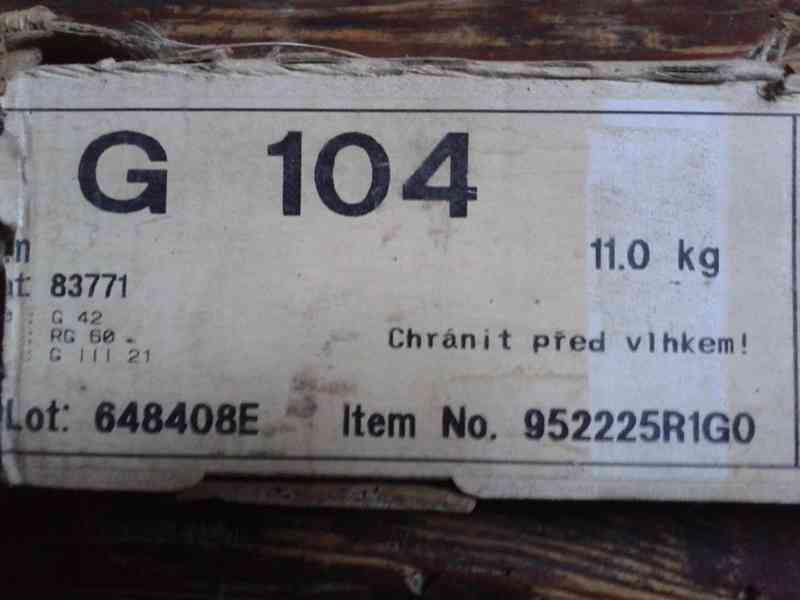 G 104
11.0 kg
83771
G 42
RG 60
G III 21
Chránit před vlhkem!
Lot: 648408E Item No. 952225R1G0